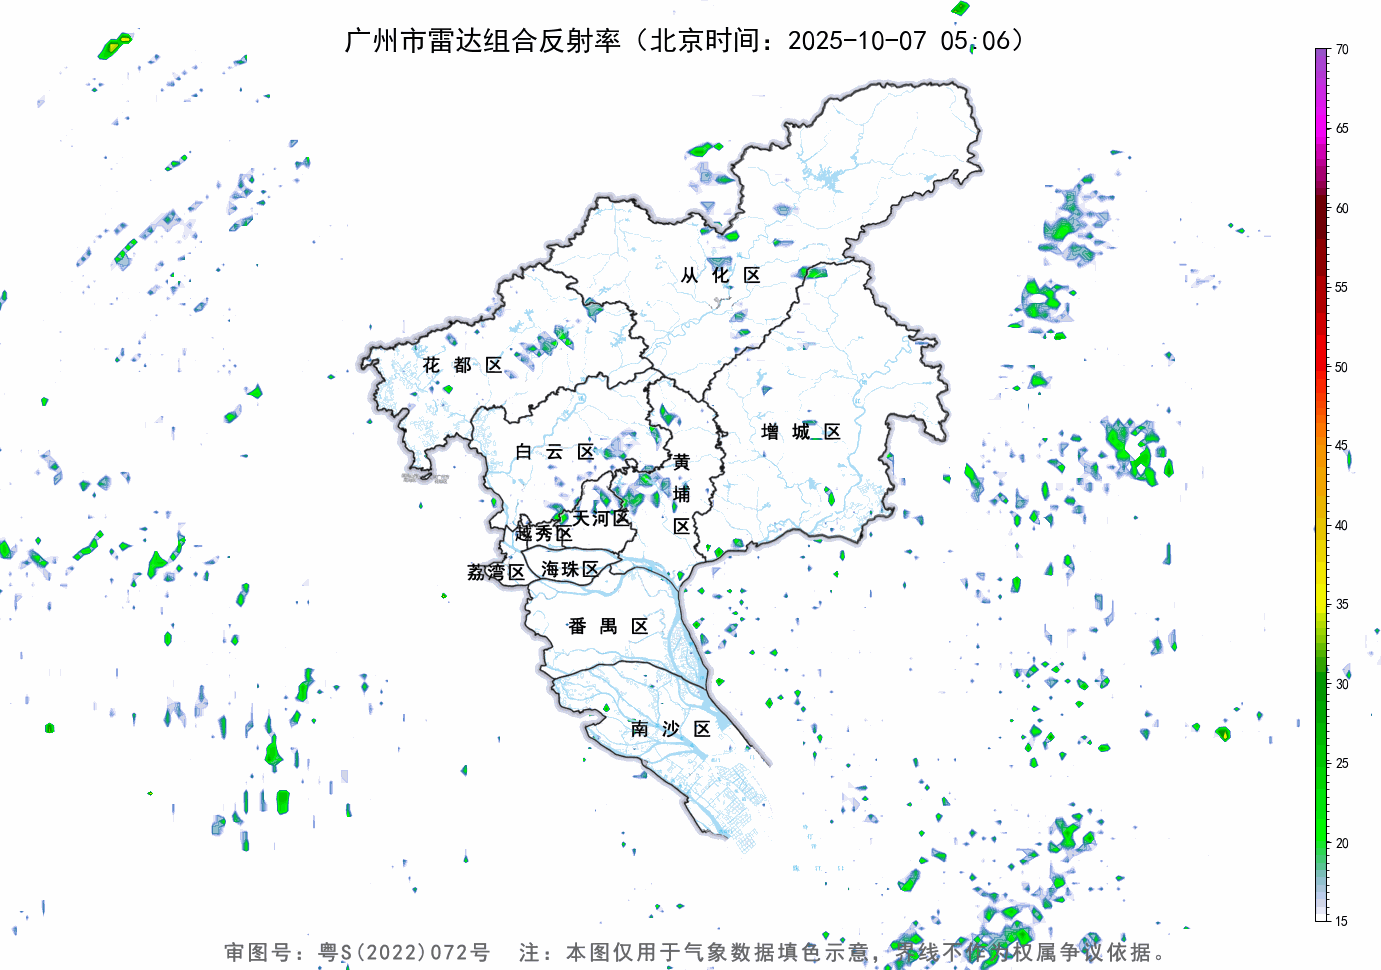 广州市雷达组合反射率（北京时间：2025-10-07 05:06）
70
65
60
55
50
45
40
35
30
25
20
15
从化区
花都区
增城区
白云区
黄埔区
天河区
越秀区
海珠区
荔湾区
番禺区
南沙区
审图号：粤S(2022)072号 注：本图仅用于气象数据填色示意，界线不作为权属争议依据。